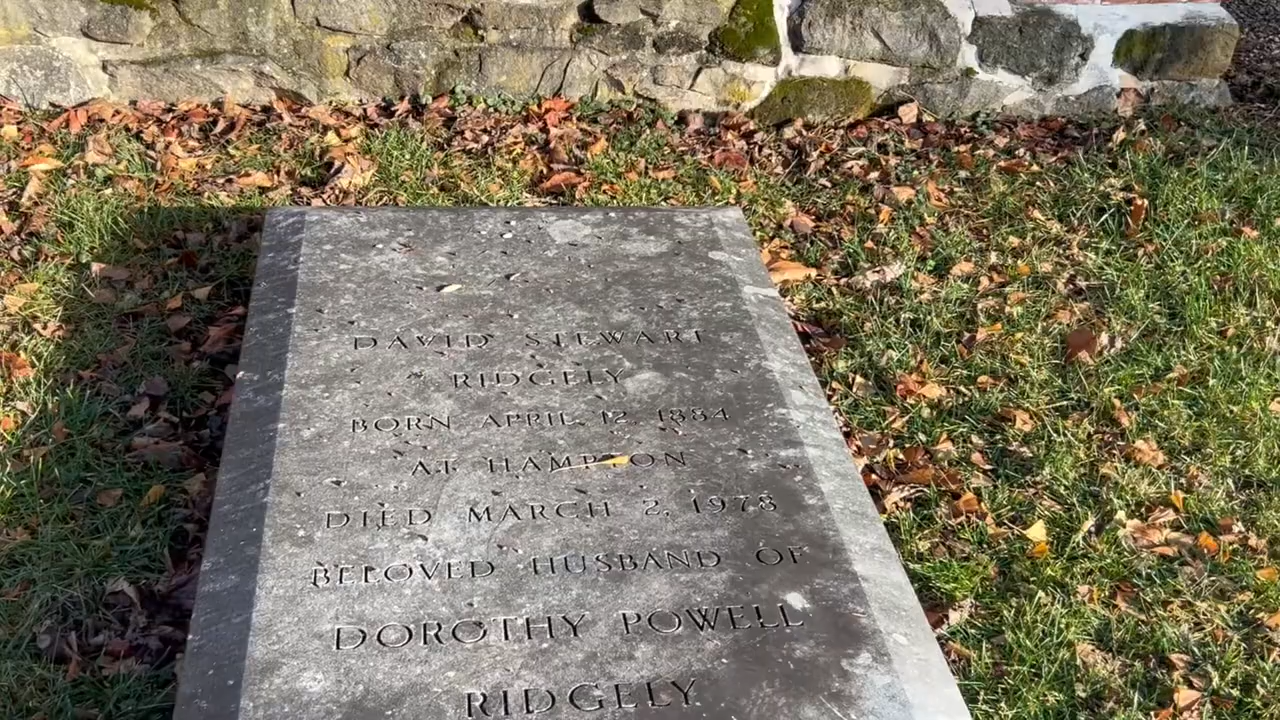 DAVID STEWART
RIDGELY
BORN APRIL 12, 1884
AT HAMPTON
DIED MARCH 2, 1978
BELOVED HUSBAND OF
DOROTHY POWELL
RIDGELY